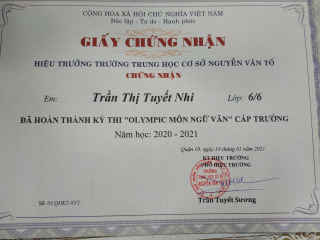 CỘNG HÒA XÃ HỘI CHỦ NGHĨA VIỆT NAM
Độc lập - Tự do - Hạnh phúc
GIẤY CHỨNG NHẬN
HIỆU TRƯỞNG TRƯỜNG TRUNG HỌC CƠ SỞ NGUYỄN VĂN TỐ
CHỨNG NHẬN
Em: Trần Thị Tuyết Nhi Lớp: 6/6
ĐÃ HOÀN THÀNH KỲ THI "OLYMPIC MÔN NGỮ VĂN" CẤP TRƯỜNG
Năm học: 2020 - 2021
Quận 10, ngày 19 tháng 01 năm 2021
KT HIỆU TRƯỞNG
PHÓ HIỆU TRƯỞNG
Trần Tuyết Sương